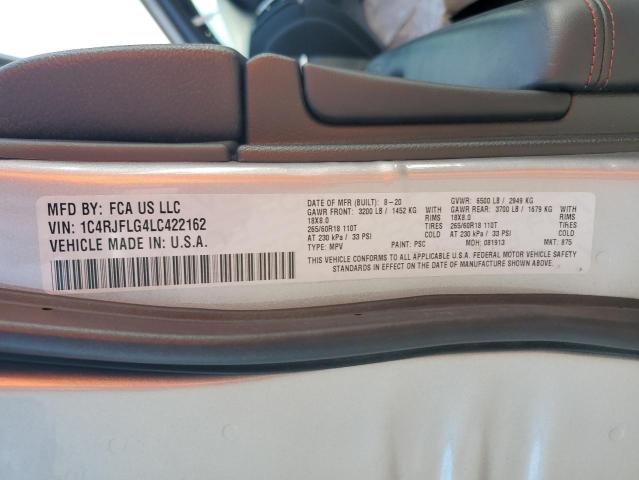 MFD BY: FCA US LLC
VIN: 1C4RJFLG4LC422162
VEHICLE MADE IN: U.S.A.
DATE OF MFR (BUILT): 8-20 GVWR: 6500 LB / 2949 KG
GAWR FRONT: 3200 LB / 1452 KG WITH GAWR REAR: 3700 LB / 1679 KG WITH
18X8.0 RIMS 18X8.0 RIMS
265/60R18 110T TIRES 265/60R18 110T TIRES
AT 230 kPa / 33 PSI COLD AT 230 kPa / 33 PSI COLD
TYPE: MPV PAINT: PSC MDH: 081913 MKT: 875
THIS VEHICLE CONFORMS TO ALL APPLICABLE U.S.A. FEDERAL MOTOR VEHICLE SAFETY
STANDARDS IN EFFECT ON THE DATE OF MANUFACTURE SHOWN ABOVE.